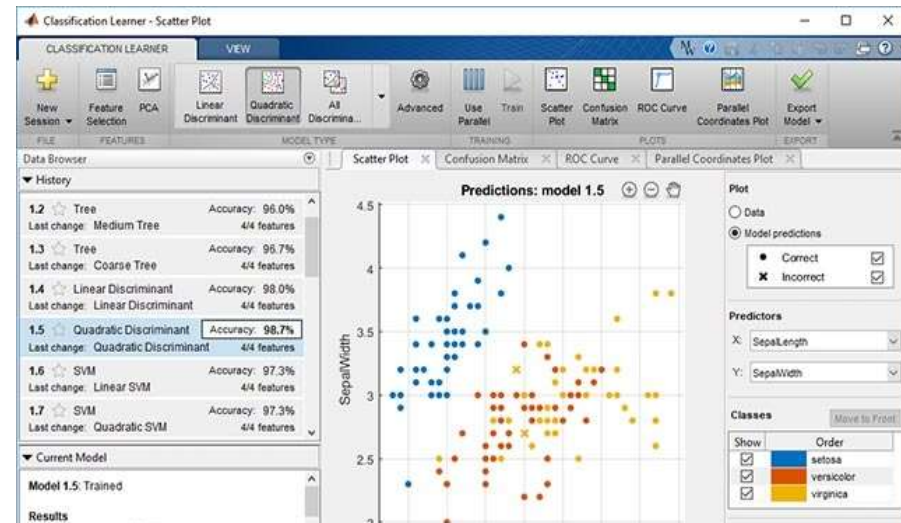 Classification Learner - Scatter Plot
CLASSIFICATION LEARNER VIEW
New Session
Feature Selection
PCA
Linear Discriminant
Quadratic Discriminant
All Discrimina...
Advanced
Use Parallel
Train
Scatter Plot
Confusion Matrix
ROC Curve
Parallel Coordinates Plot
Export Model
FILE FEATURES MODEL TYPE TRAINING PLOTS EXPORT
Data Browser
Scatter Plot Confusion Matrix ROC Curve Parallel Coordinates Plot
History
1.2 Tree Accuracy: 96.0%
Last change: Medium Tree 4/4 features
1.3 Tree Accuracy: 96.7%
Last change: Coarse Tree 4/4 features
1.4 Linear Discriminant Accuracy: 98.0%
Last change: Linear Discriminant 4/4 features
1.5 Quadratic Discriminant Accuracy: 98.7%
Last change: Quadratic Discriminant 4/4 features
1.6 SVM Accuracy: 97.3%
Last change: Linear SVM 4/4 features
1.7 SVM Accuracy: 97.3%
Last change: Quadratic SVM 4/4 features
Current Model
Model 1.5: Trained
Results
Predictions: model 1.5
4.5
4
3.5
3
2.5
SepalWidth
Plot
Data
Model predictions
Correct
Incorrect
Predictors
X: SepalLength
Y: SepalWidth
Classes Move to Front
Show Order
setosa
versicolor
virginica